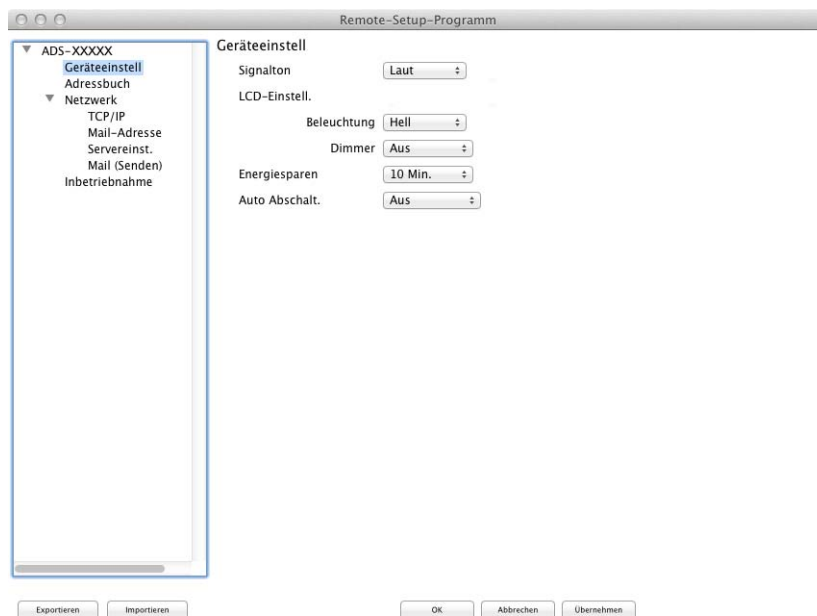 Remote-Setup-Programm
ADS-XXXXX
Geräteeinstell
Adressbuch
Netzwerk
TCP/IP
Mail-Adresse
Servereinst.
Mail (Senden)
Inbetriebnahme
Geräteeinstell
Signalton Laut
LCD-Einstell.
Beleuchtung Hell
Dimmer Aus
Energiesparen 10 Min.
Auto Abschalt. Aus
Exportieren Importieren OK Abbrechen Übernehmen